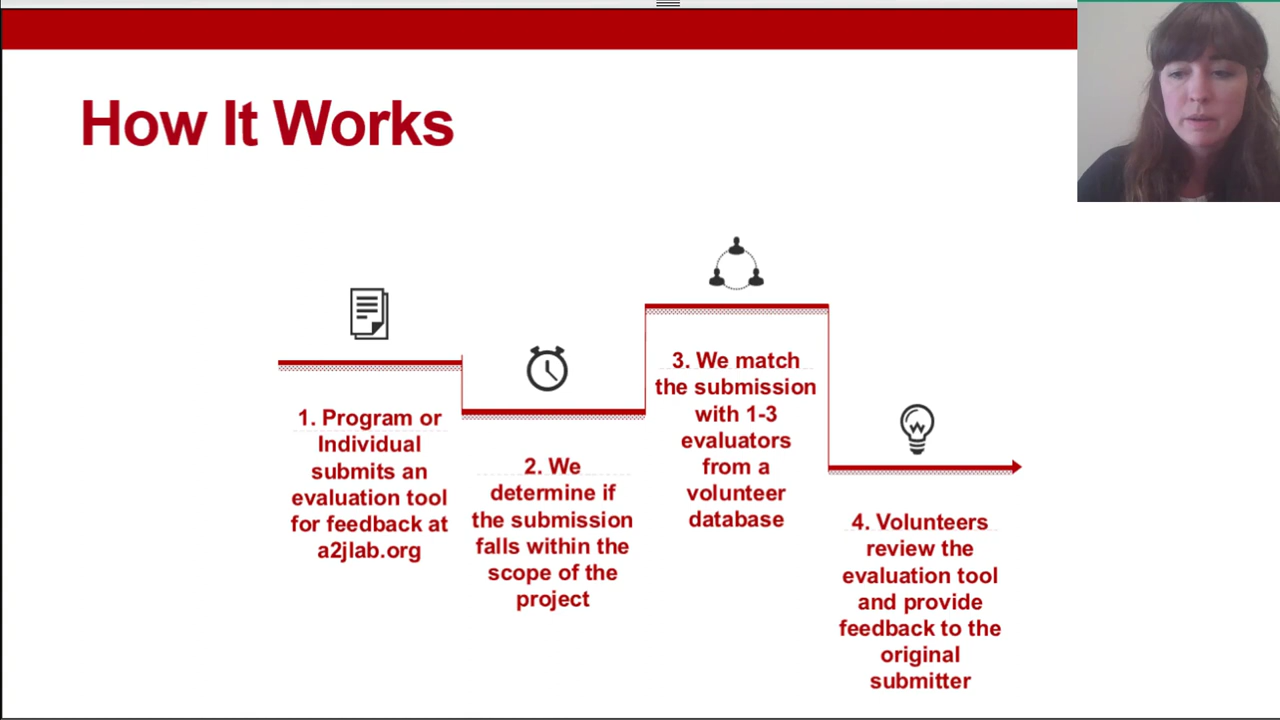 How It Works
1. Program or
Individual
submits an
evaluation tool
for feedback at
a2jlab.org
2. We
determine if
the submission
falls within the
scope of the
project
3. We match
the submission
with 1-3
evaluators
from a
volunteer
database
4. Volunteers
review the
evaluation tool
and provide
feedback to the
original
submitter